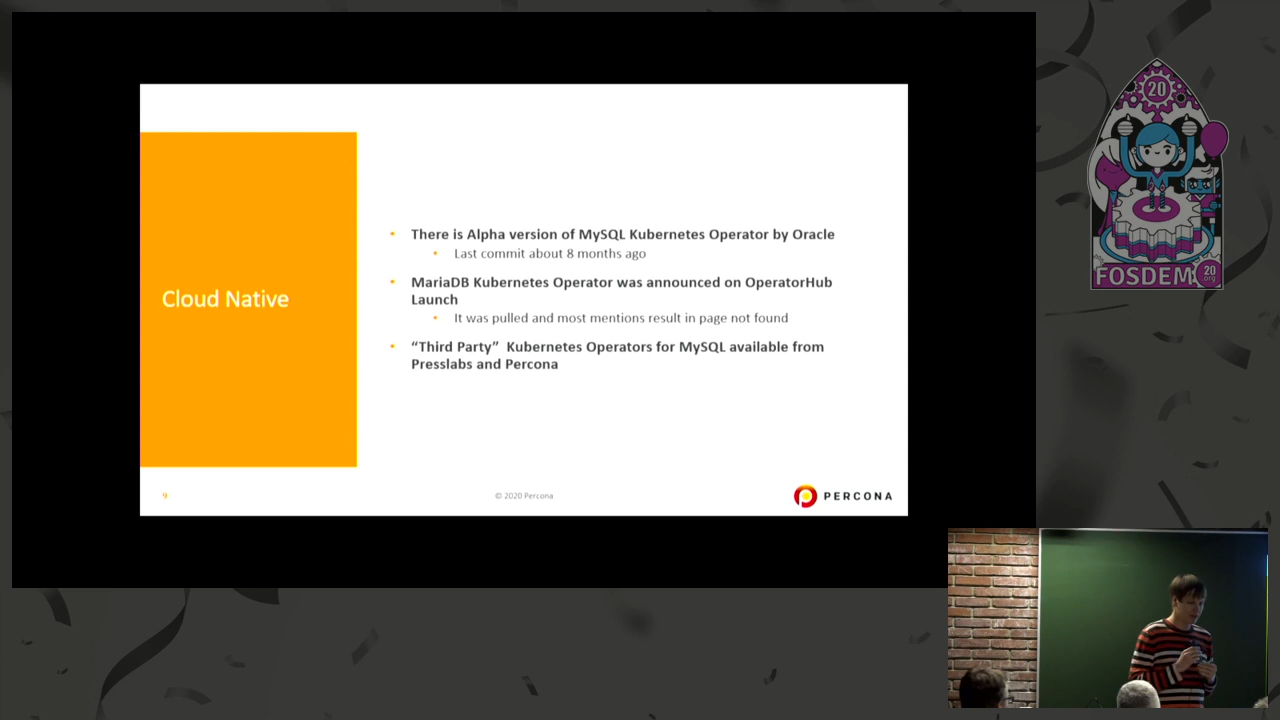 Cloud Native
• There is Alpha version of MySQL Kubernetes Operator by Oracle
• Last commit about 8 months ago
• MariaDB Kubernetes Operator was announced on OperatorHub
Launch
• It was pulled and most mentions result in page not found
• “Third Party” Kubernetes Operators for MySQL available from
Presslabs and Percona
9
© 2020 Percona
PERCONA
20
FOSDEM
20
.org